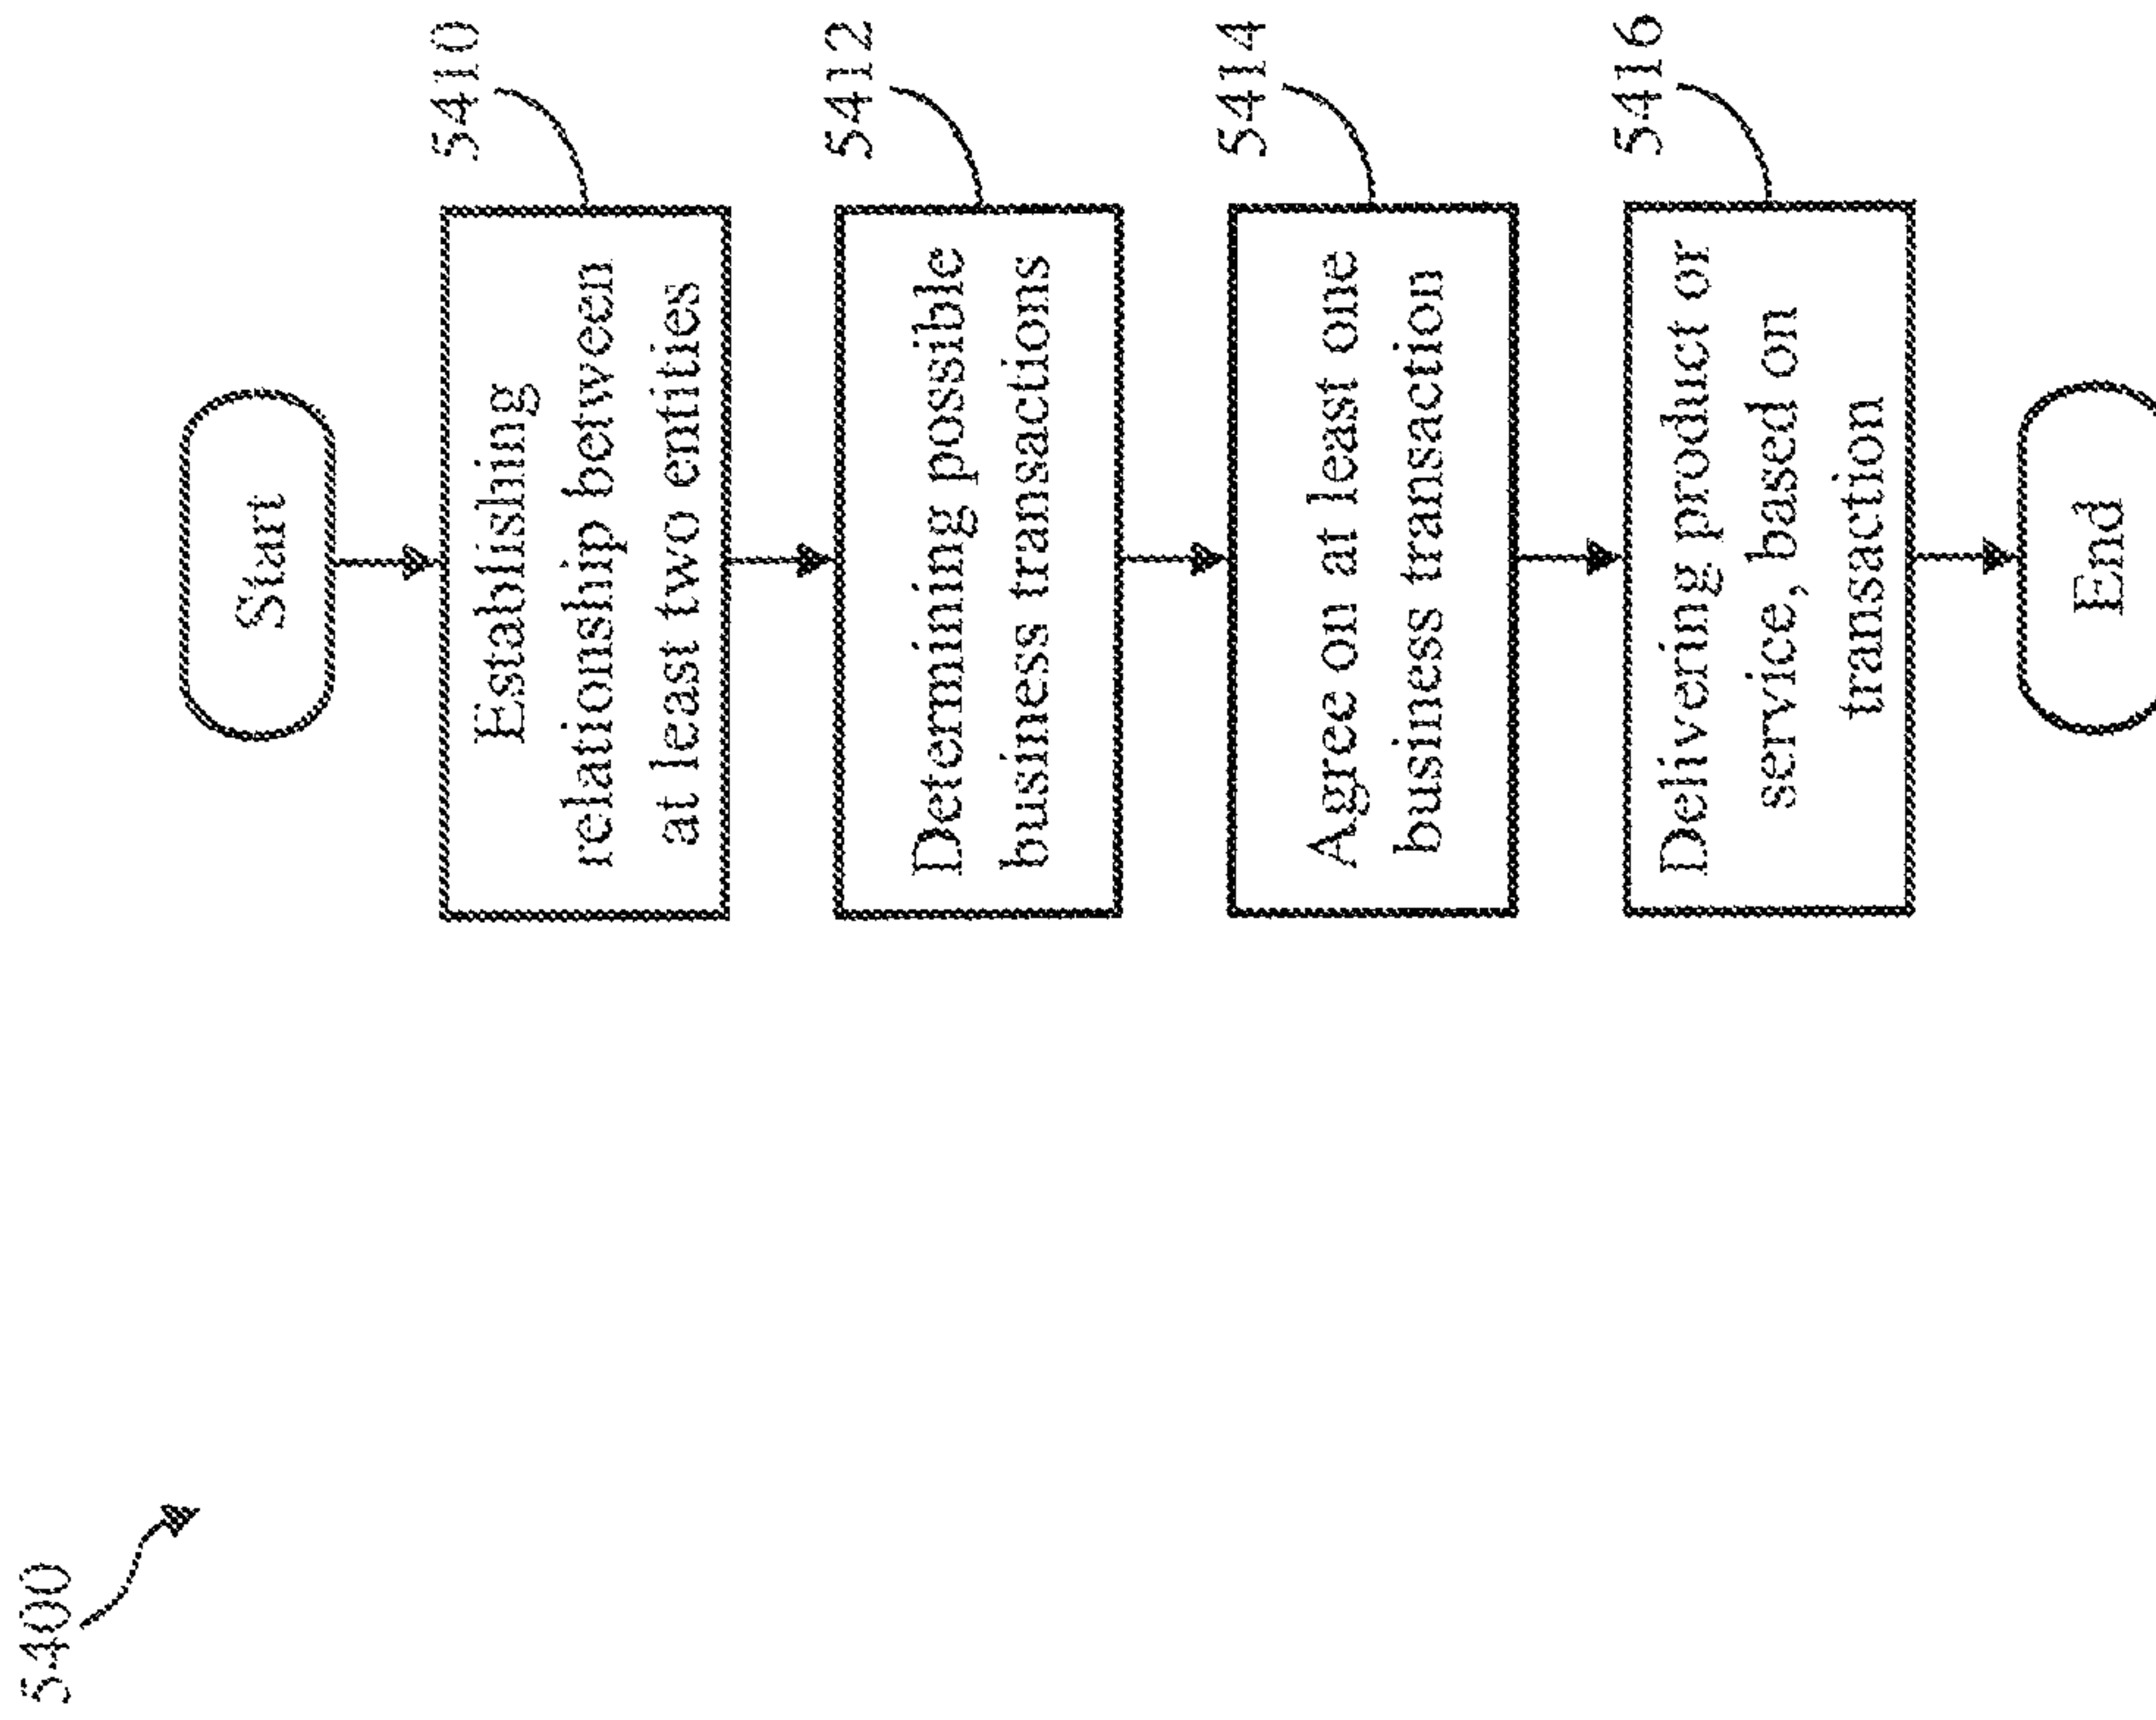 5400
Start
Establishing
relationship between
at least two entities
5410
Determining possible
business transactions
5412
Agree on at least one
business transaction
5414
Delivering product or
service, based on
transaction
5416
End